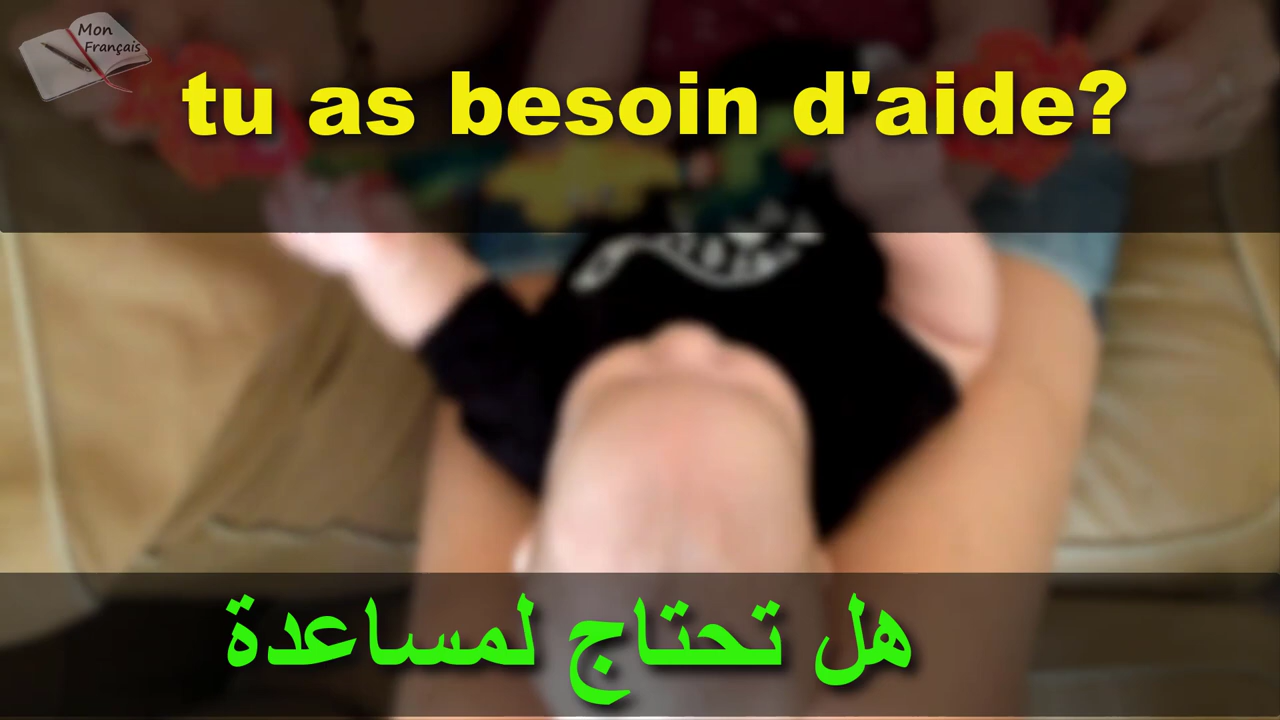 Mon
Français
tu as besoin d'aide?
هل تحتاج لمساعدة